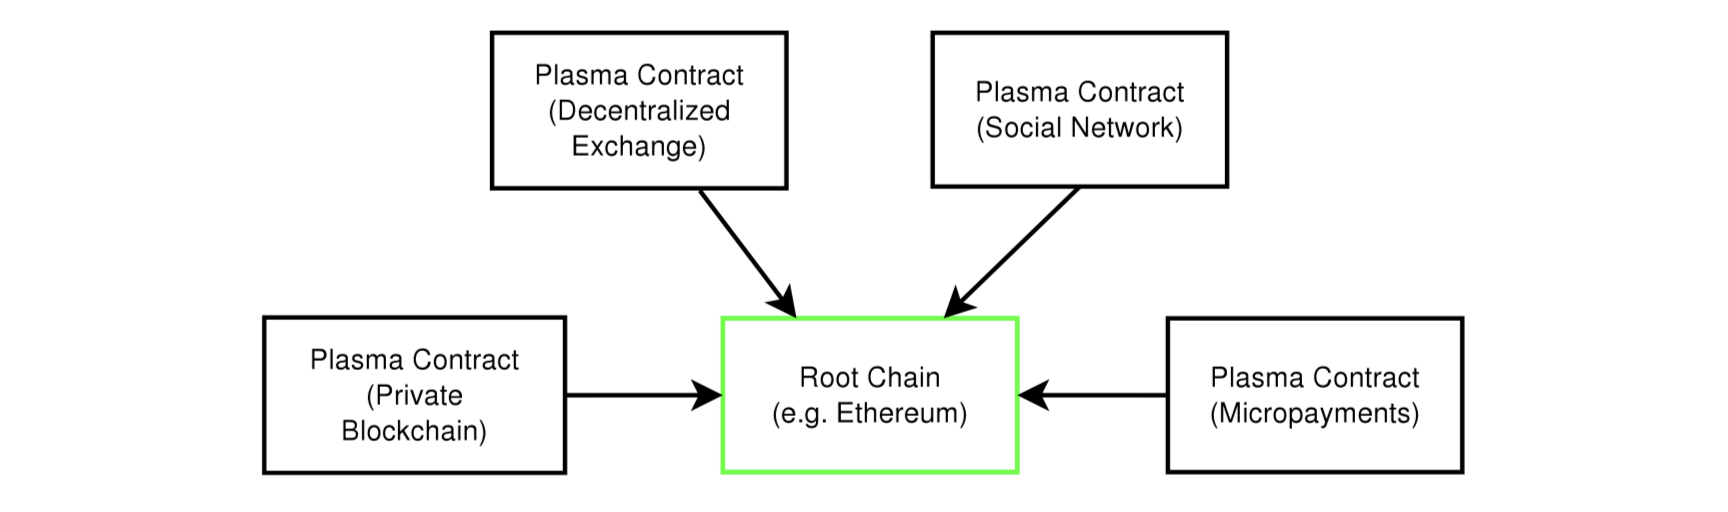 Plasma Contract
(Decentralized
Exchange)
Plasma Contract
(Social Network)
Plasma Contract
(Private
Blockchain)
Root Chain
(e.g. Ethereum)
Plasma Contract
(Micropayments)